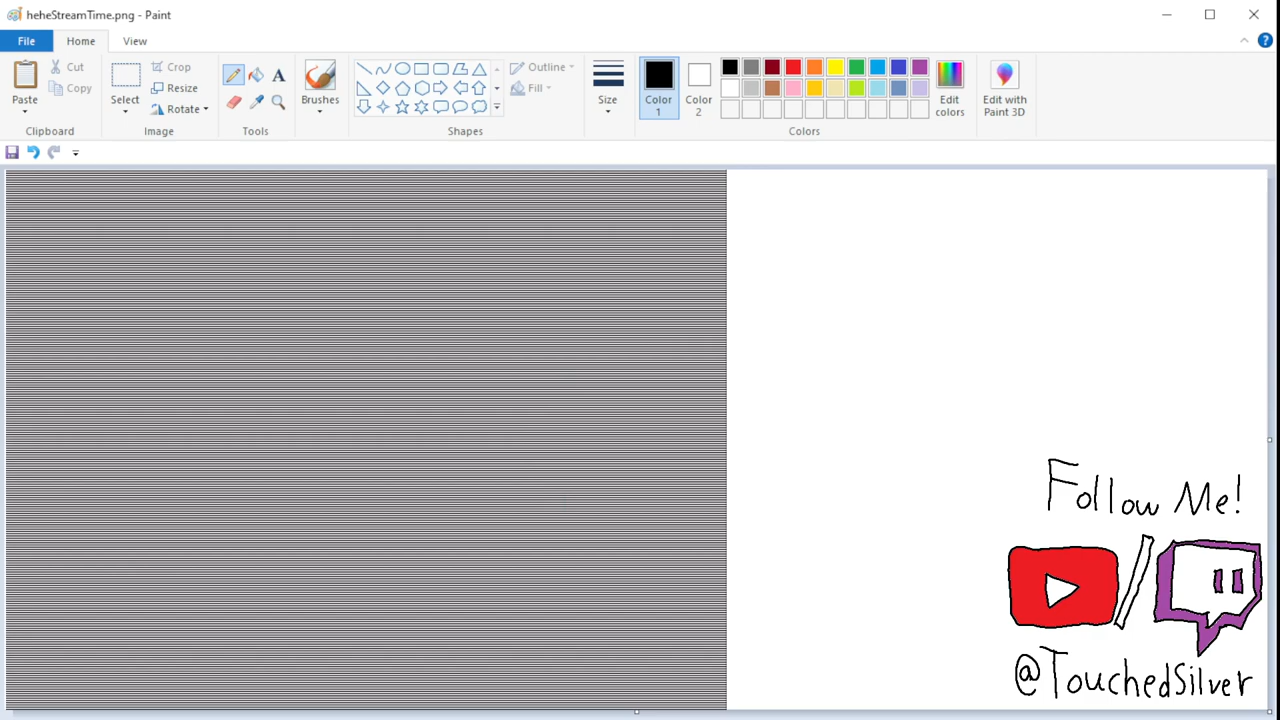 heheStreamTime.png - Paint
File Home View
Paste
Cut
Copy
Clipboard
Select
Crop
Resize
Rotate
Image
A
Tools
Brushes
Shapes
Outline
Fill
Size
Color 1
Color 2
Edit colors
Colors
Edit with Paint 3D
?
Follow Me!
/
@TouchedSilver